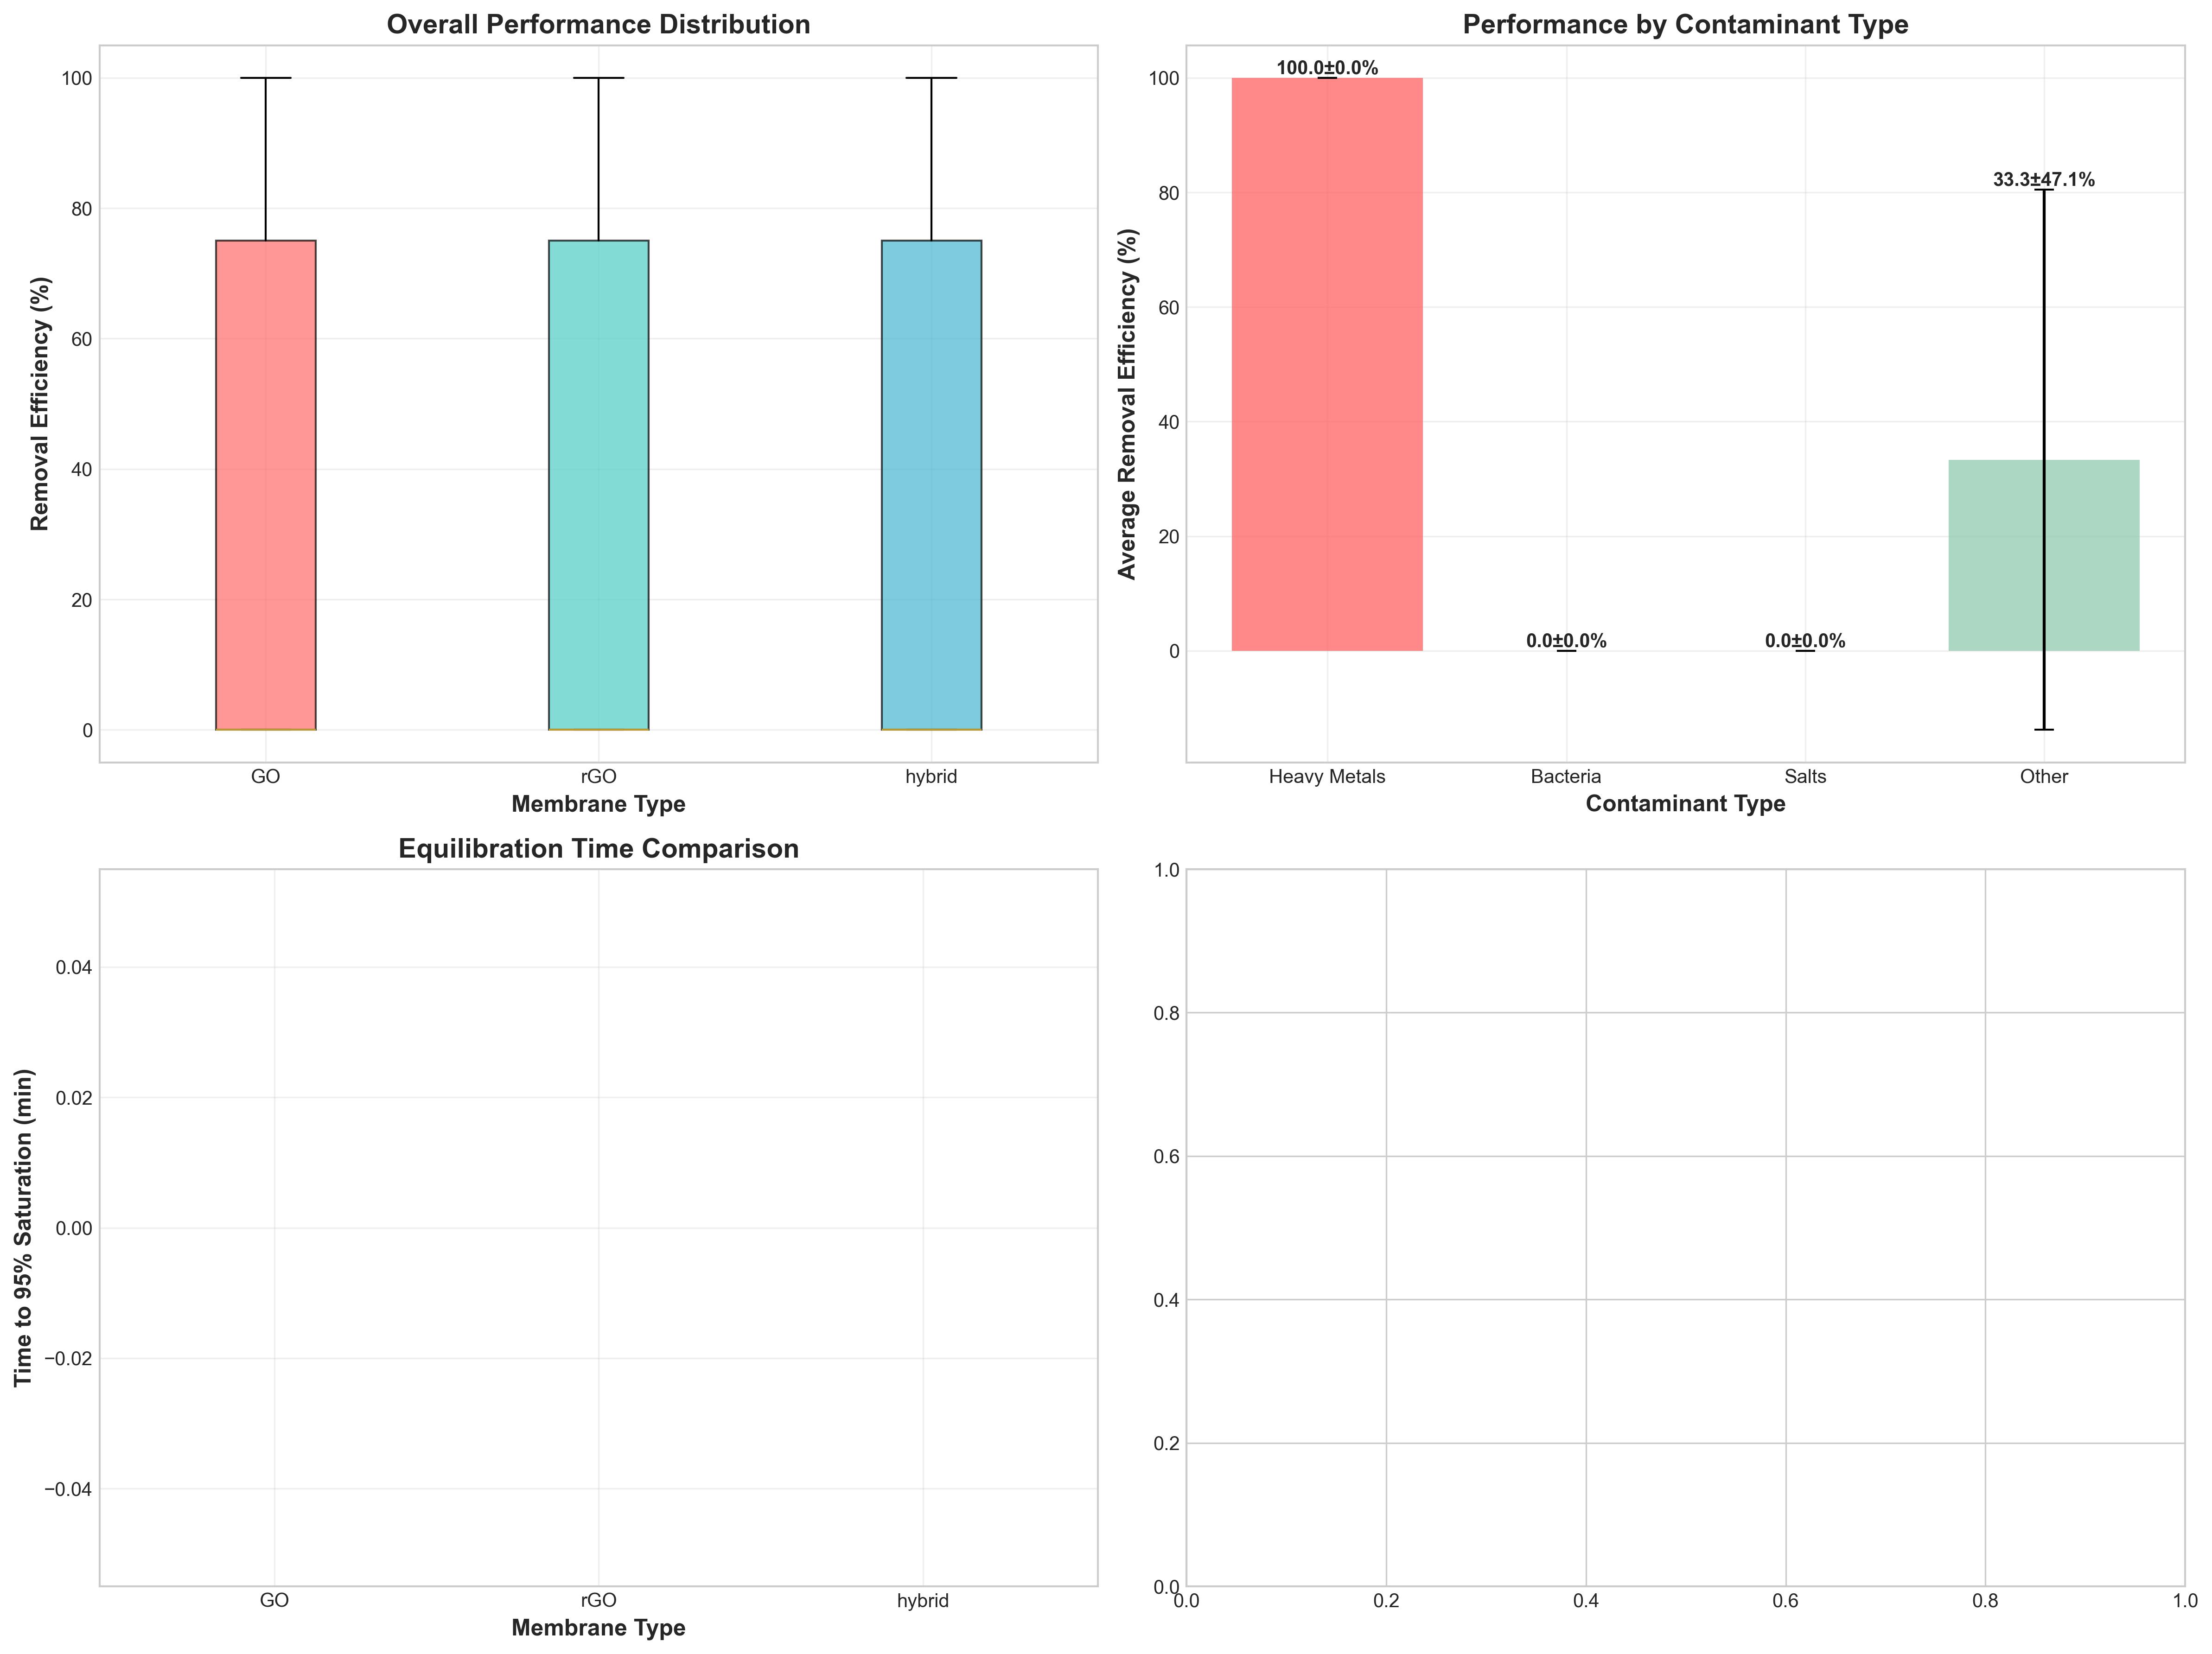 Overall Performance Distribution
Removal Efficiency (%)
100
80
60
40
20
0
GO rGO hybrid
Membrane Type
Performance by Contaminant Type
Average Removal Efficiency (%)
100
80
60
40
20
0
100.0±0.0%
0.0±0.0%
0.0±0.0%
33.3±47.1%
Heavy Metals Bacteria Salts Other
Contaminant Type
Equilibration Time Comparison
Time to 95% Saturation (min)
0.04
0.02
0.00
−0.02
−0.04
GO rGO hybrid
Membrane Type
1.0
0.8
0.6
0.4
0.2
0.0
0.0 0.2 0.4 0.6 0.8 1.0